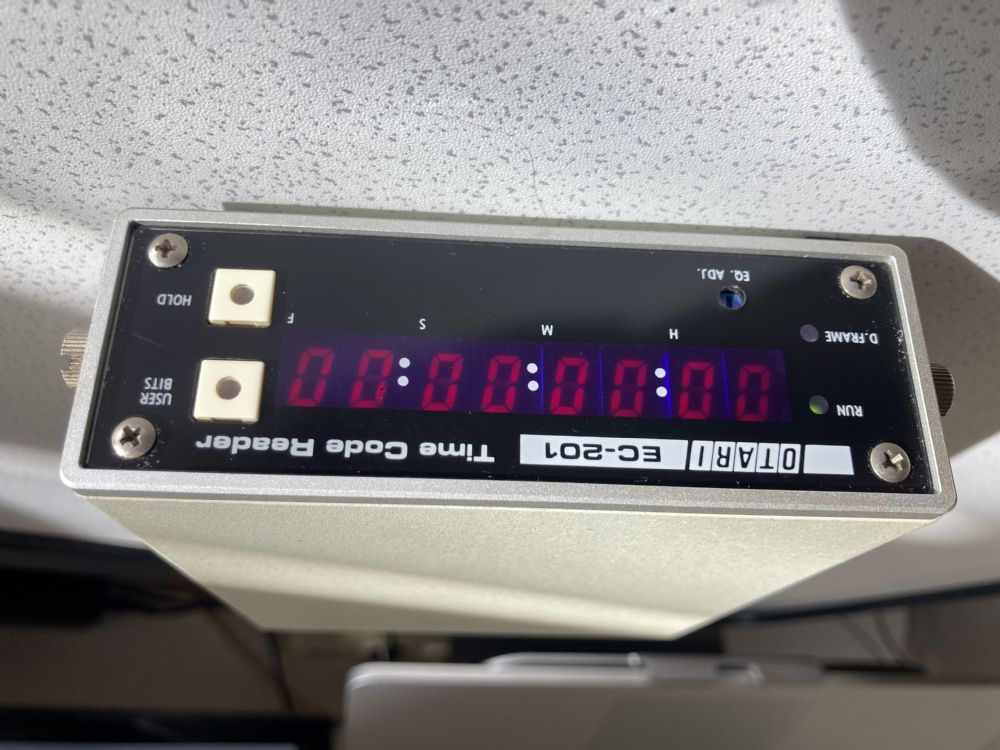 OTARI EC-201 Time Code Reader
RUN
00:00:00:00
USER
BITS
D.FRAME
H M S F
HOLD
EQ. ADJ.